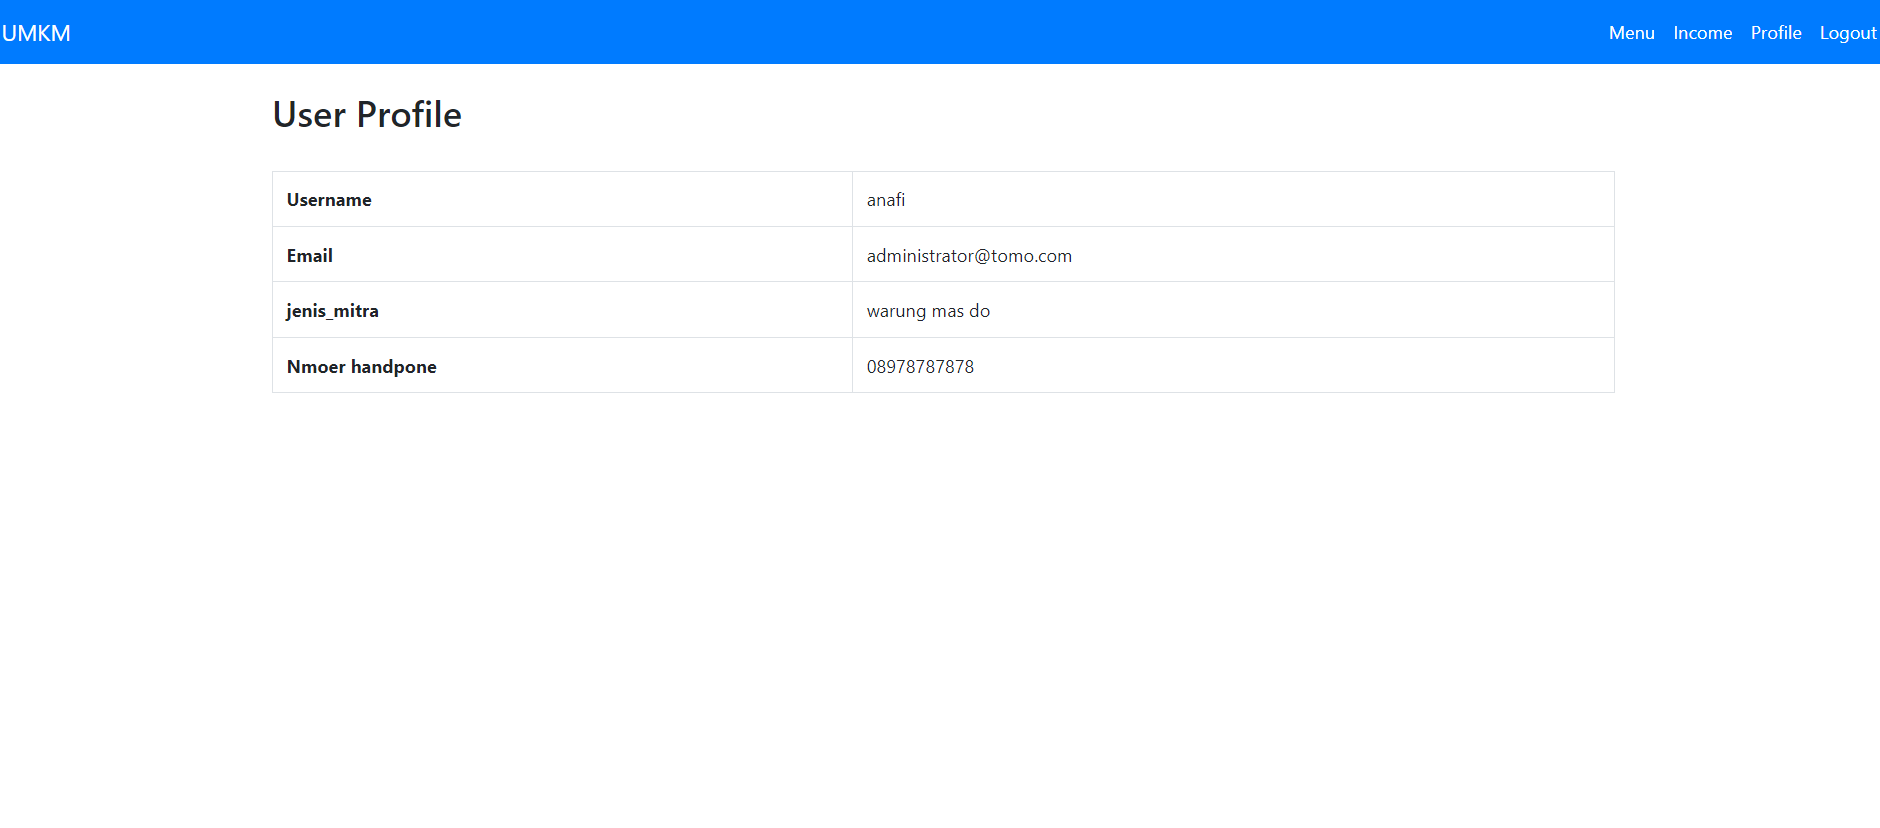 UMKM Menu Income Profile Logout
User Profile
Username anafi
Email administrator@tomo.com
jenis_mitra warung mas do
Nmoer handpone 08978787878